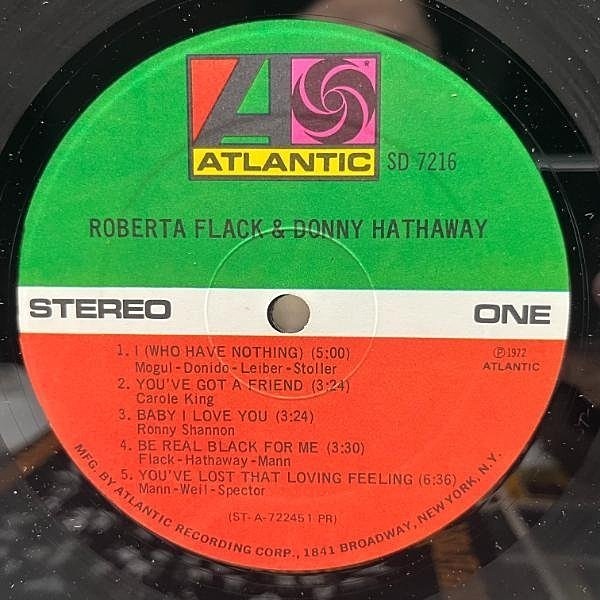 ATLANTIC
SD 7216
ROBERTA FLACK & DONNY HATHAWAY
STEREO
ONE
1. I (WHO HAVE NOTHING) (5:00)
Mogul-Donido-Leiber-Stoller
2. YOU'VE GOT A FRIEND (3:24)
Carole King
3. BABY I LOVE YOU (3:24)
Ronny Shannon
4. BE REAL BLACK FOR ME (3:30)
Flack-Hathaway-Mann
5. YOU'VE LOST THAT LOVING FEELING (6:36)
Mann-Weil-Spector
℗1972
ATLANTIC
(ST-A-722451 PR)
MFG. BY ATLANTIC RECORDING CORP., 1841 BROADWAY, NEW YORK, N.Y.